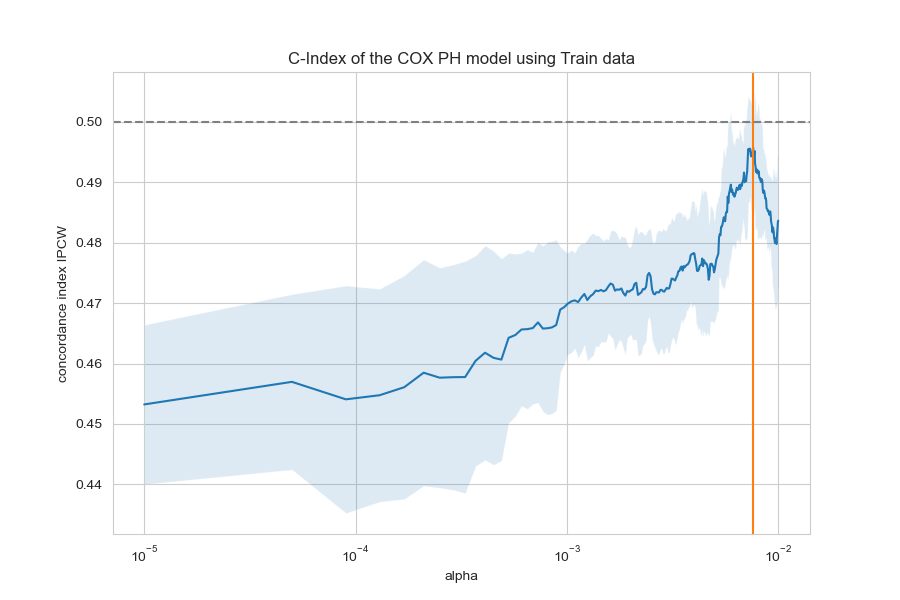 C-Index of the COX PH model using Train data
concordance index IPCW
0.50
0.49
0.48
0.47
0.46
0.45
0.44
10⁻⁵ 10⁻⁴ 10⁻³ 10⁻²
alpha